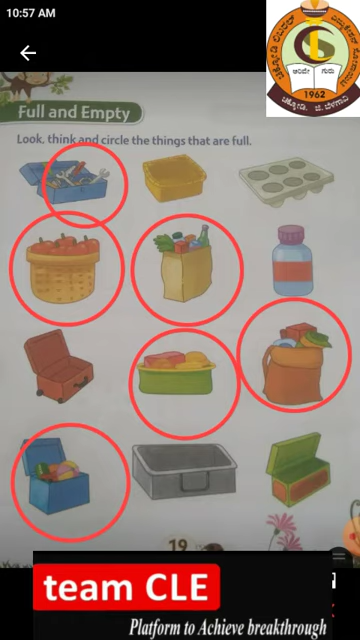 10:57 AM
ಆರಿವೇ ಗುರು
1962
Full and Empty
Look, think and circle the things that are full.
19
team CLE
Platform to Achieve breakthrough